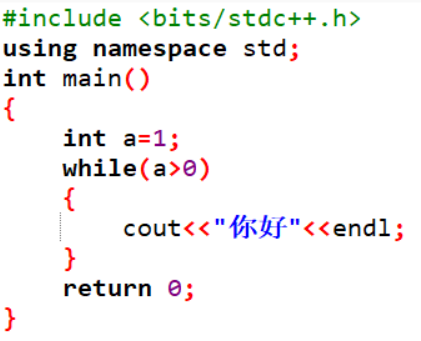 #include <bits/stdc++.h>
using namespace std;
int main()
{
    int a=1;
    while(a>0)
    {
        cout<<"你好"<<endl;
    }
    return 0;
}